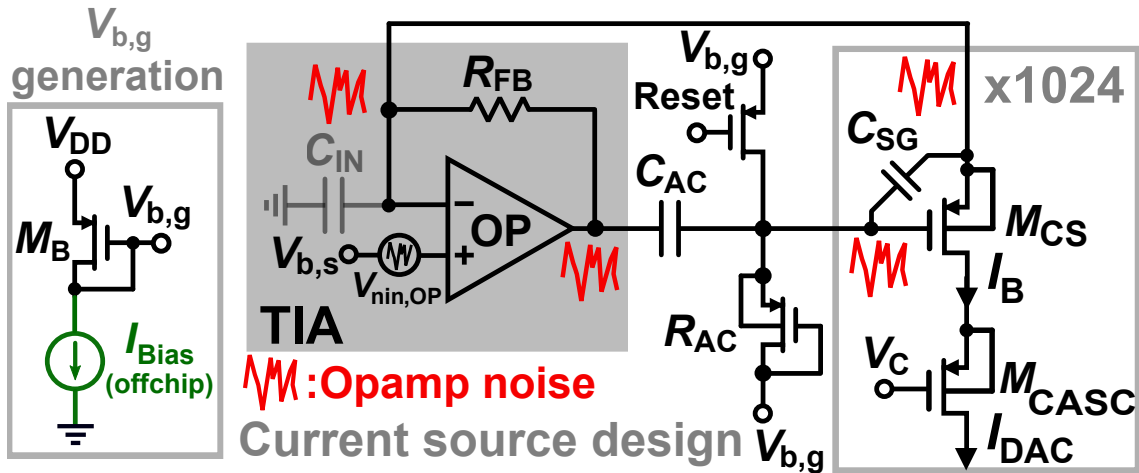 Vb,g
generation
VDD
Vb,g
MB
IBias
(offchip)
RFB
CIN
−
OP
+
Vb,s
Vnin,OP
TIA
:Opamp noise
Current source design
Vb,g
Reset
CAC
RAC
Vb,g
x1024
CSG
MCS
IB
VC
MCASC
IDAC